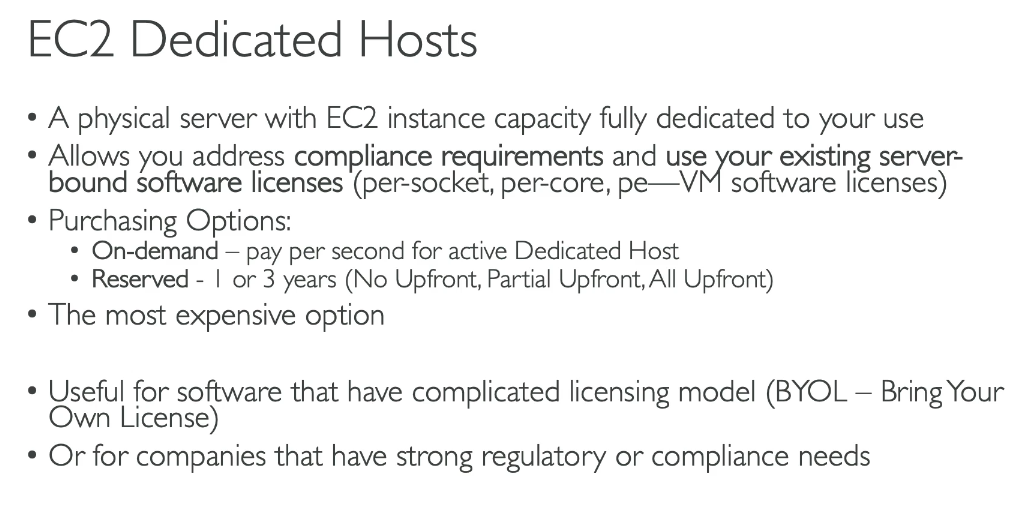 EC2 Dedicated Hosts
• A physical server with EC2 instance capacity fully dedicated to your use
• Allows you address compliance requirements and use your existing server-
bound software licenses (per-socket, per-core, pe—VM software licenses)
• Purchasing Options:
• On-demand – pay per second for active Dedicated Host
• Reserved - 1 or 3 years (No Upfront, Partial Upfront, All Upfront)
• The most expensive option
• Useful for software that have complicated licensing model (BYOL – Bring Your
Own License)
• Or for companies that have strong regulatory or compliance needs